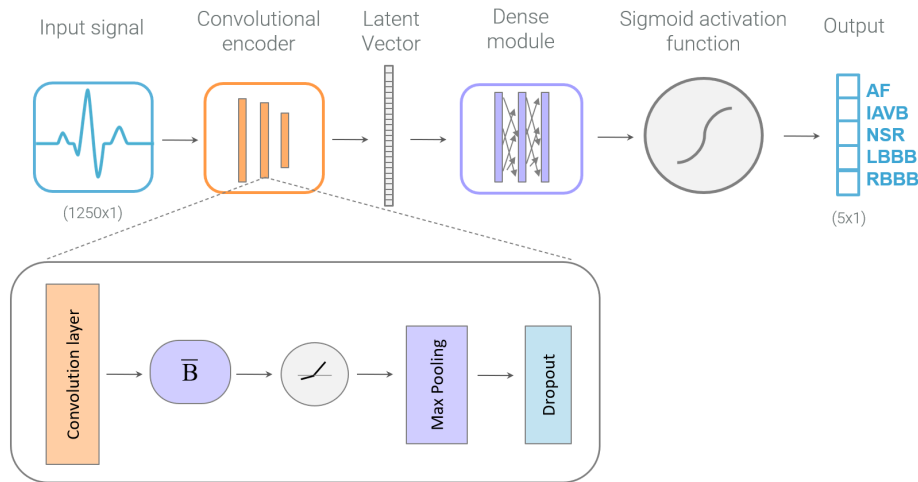 Input signal
Convolutional
encoder
Latent
Vector
Dense
module
Sigmoid activation
function
Output
AF
IAVB
NSR
LBBB
RBBB
(1250x1)
(5x1)
Convolution layer
B
Max Pooling
Dropout